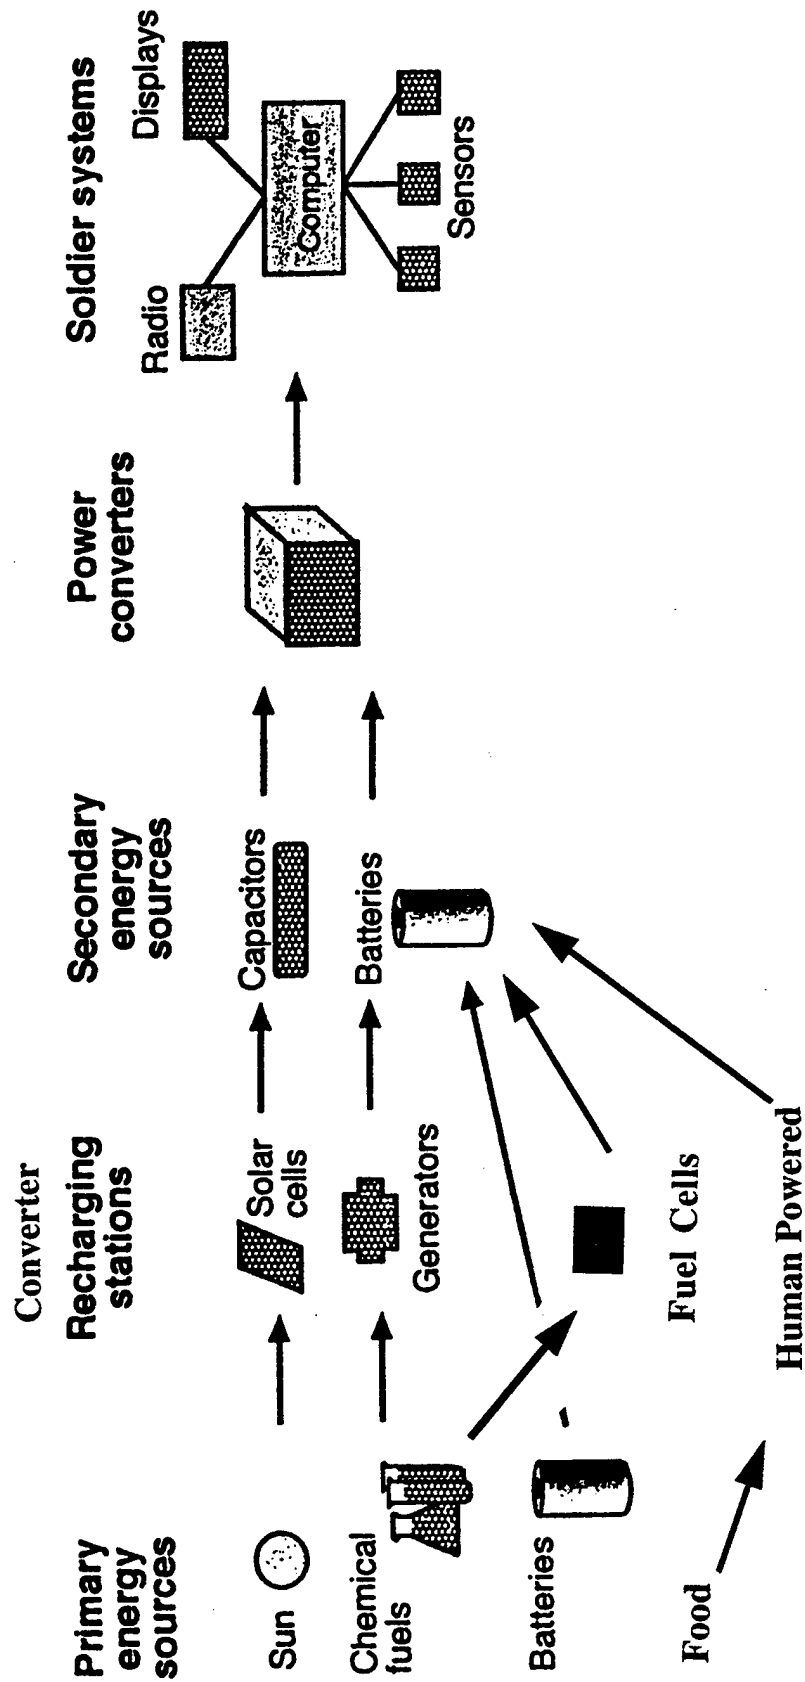 Converter
Primary
energy
sources
Recharging
stations
Secondary
energy
sources
Power
converters
Soldier systems
Sun
Solar
cells
Capacitors
Radio
Displays
Computer
Sensors
Chemical
fuels
Generators
Batteries
Batteries
Fuel Cells
Food
Human Powered